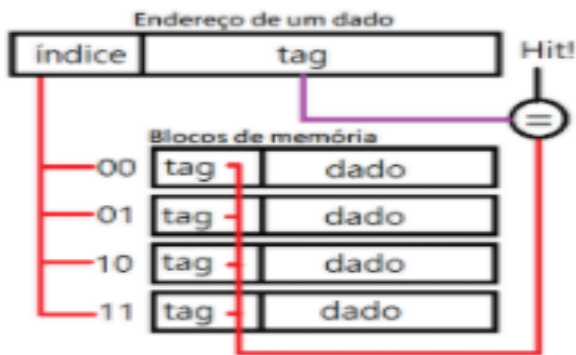 Endereço de um dado
índice tag Hit!
=
Blocos de memória
00 tag dado
01 tag dado
10 tag dado
11 tag dado